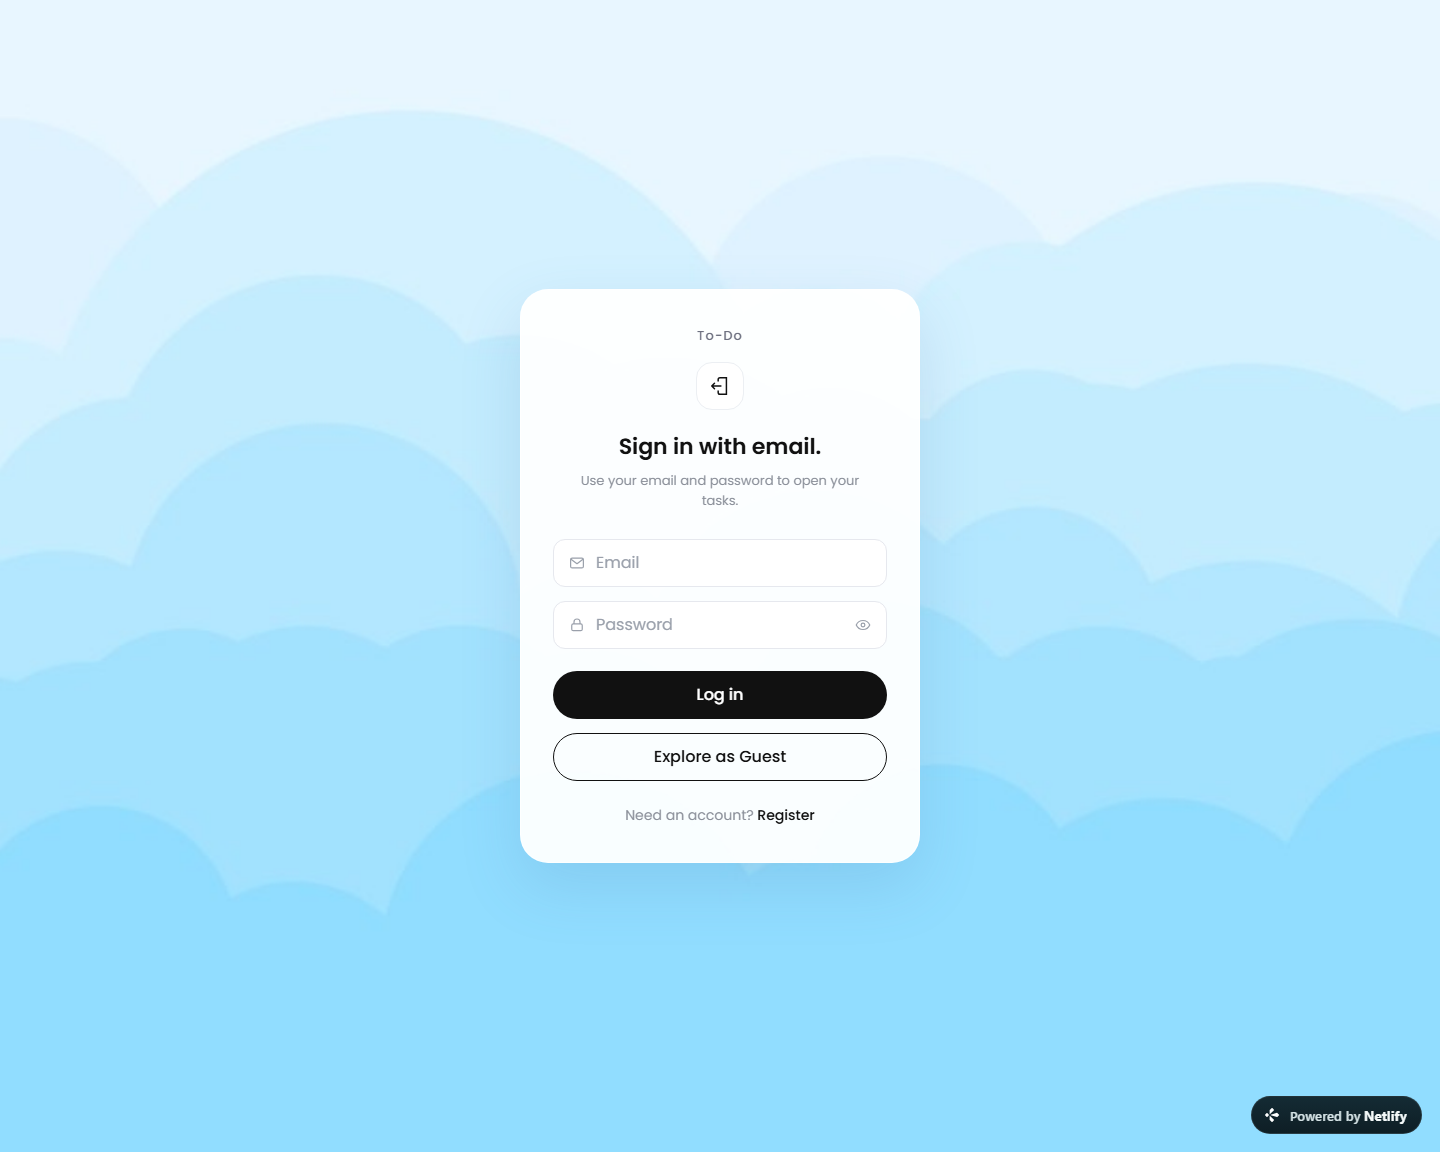 To-Do
Sign in with email.
Use your email and password to open your
tasks.
Email
Password
Log in
Explore as Guest
Need an account? Register
Powered by Netlify